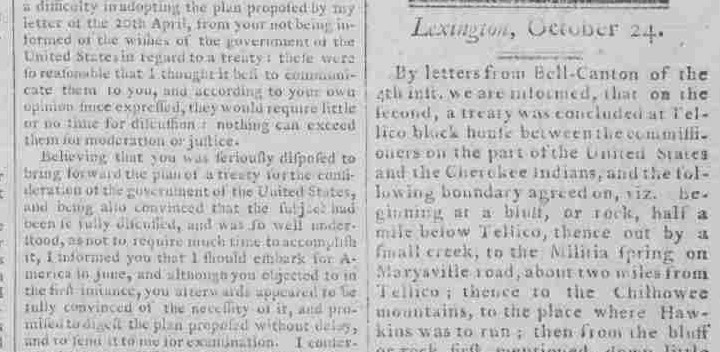 a difficulty in adopting the plan propoſed by my
letter of the 20th April, from your not being in-
formed of the wiſhes of the government of the
United States in regard to a treaty: theſe were
ſo reaſonable that I thought it beſt to communi-
cate them to you, and according to your own
opinion ſince expreſſed, they would require little
or no time for diſcuſſion: nothing can exceed
them for moderation or juſtice.
Believing that you was ſeriouſly diſpoſed to
bring forward the plan of a treaty for the conſi-
deration of the government of the United States,
and being alſo convinced that the ſubject had
been ſo fully diſcuſſed, and was ſo well under-
ſtood, as not to require much time to accompliſh
it, I informed you that I ſhould embark for A-
merica in June, and although you objected to in
the firſt inſtance, you afterwards appeared to be
fully convinced of the neceſſity of it, and pro-
miſed to digeſt the plan propoſed without delay,
and to ſend it to me for examination. I conſer-
Lexington, October 24.
By letters from Bell-Canton of the
4th inſt. we are informed, that on the
ſecond, a treaty was concluded at Tel-
lico block houſe between the commiſſi-
oners on the part of the United States
and the Cherokee Indians, and the fol-
lowing boundary agreed on, viz. Be-
ginning at a bluff, or rock, half a
mile below Tellico, thence out by a
ſmall creek, to the Militia ſpring on
Marysville road, about two miles from
Tellico; thence to the Chilhowee
mountains, to the place where Haw-
kins was to run; then from the bluff
or rock firſt mentioned, down little